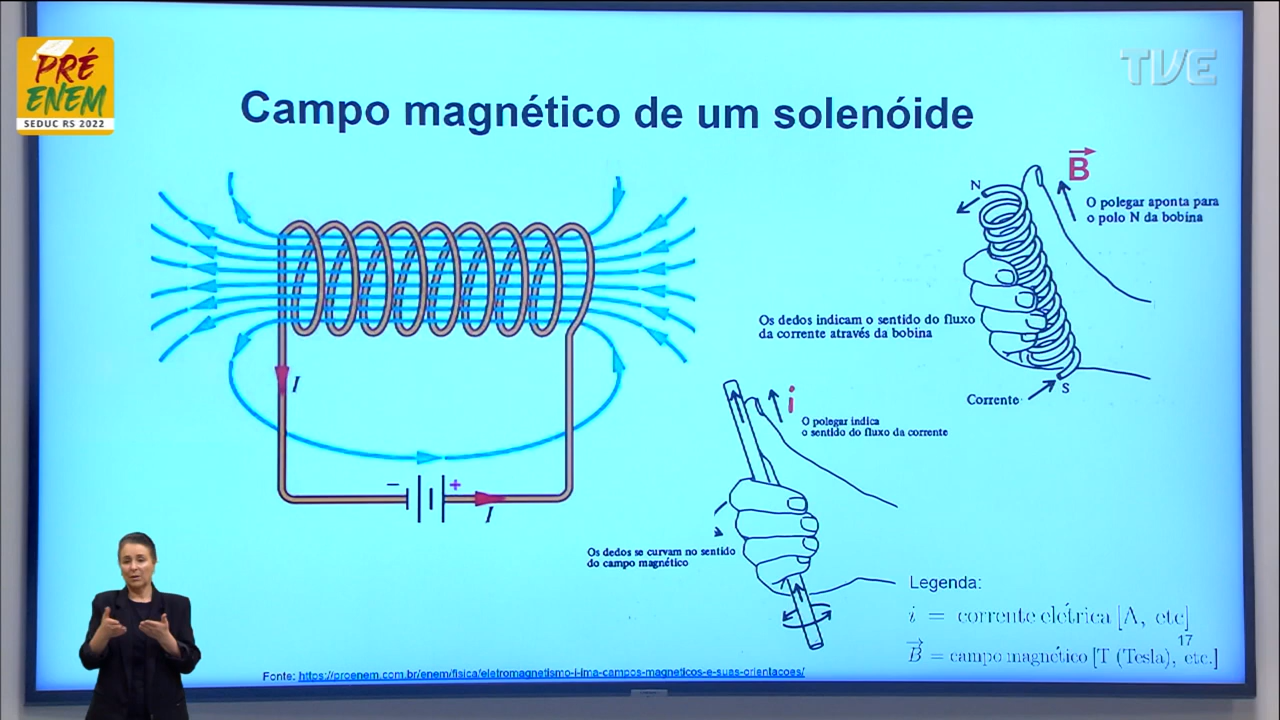 PRÉ
ENEM
SEDUC RS 2022
TVE
Campo magnético de um solenóide
B
N
O polegar aponta para
o polo N da bobina
Os dedos indicam o sentido do fluxo
da corrente através da bobina
Corrente
S
I
i
O polegar indica
o sentido do fluxo da corrente
- +
I
Os dedos se curvam no sentido
do campo magnético
Legenda:
i = corrente elétrica [A, etc]
17
B = campo magnético [T (Tesla), etc.]
Fonte: https://proenem.com.br/enem/fisica/eletromagnetismo-i-ima-campos-magneticos-e-suas-orientacoes/